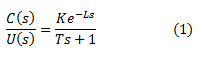 C(s)/U(s) = Ke^{-Ls}/(Ts + 1) (1)